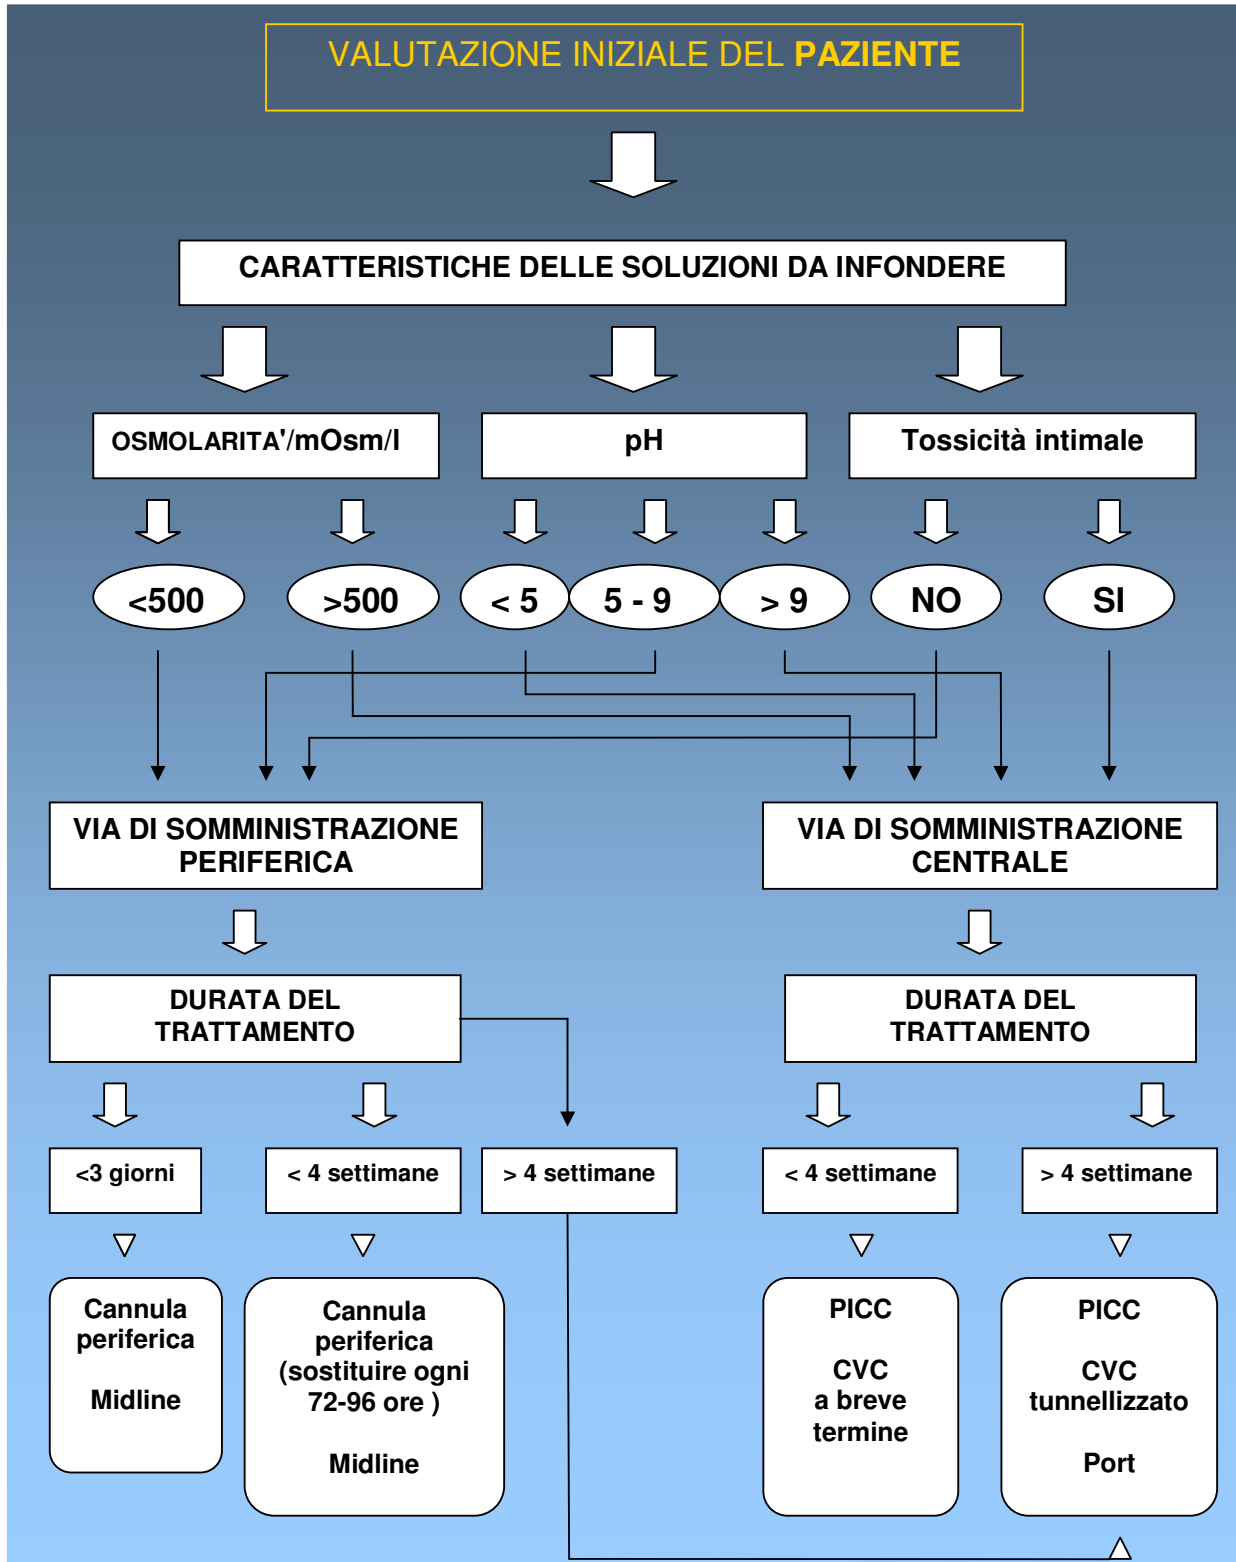 VALUTAZIONE INIZIALE DEL PAZIENTE
CARATTERISTICHE DELLE SOLUZIONI DA INFONDERE
OSMOLARITA'/mOsm/l
pH
Tossicità intimale
<500
>500
< 5
5 - 9
> 9
NO
SI
VIA DI SOMMINISTRAZIONE
PERIFERICA
VIA DI SOMMINISTRAZIONE
CENTRALE
DURATA DEL
TRATTAMENTO
DURATA DEL
TRATTAMENTO
<3 giorni
< 4 settimane
> 4 settimane
< 4 settimane
> 4 settimane
Cannula
periferica
Midline
Cannula
periferica
(sostituire ogni
72-96 ore )
Midline
PICC
CVC
a breve
termine
PICC
CVC
tunnellizzato
Port